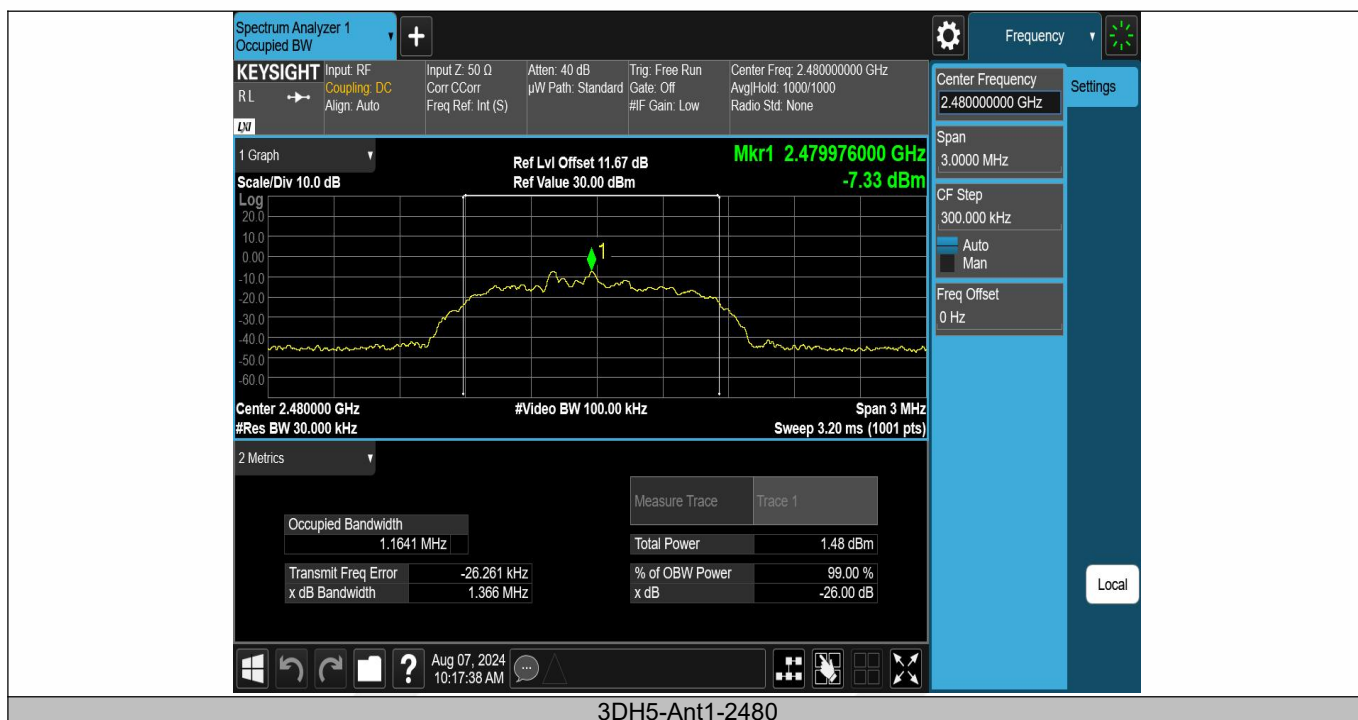 Spectrum Analyzer 1
Occupied BW
Frequency
KEYSIGHT
RL
LXI
Input: RF
Coupling: DC
Align: Auto
Input Z: 50 Ω
Corr CCorr
Freq Ref: Int (S)
Atten: 40 dB
µW Path: Standard
Trig: Free Run
Gate: Off
#IF Gain: Low
Center Freq: 2.480000000 GHz
Avg|Hold: 1000/1000
Radio Std: None
Center Frequency
2.480000000 GHz
Settings
Span
3.0000 MHz
CF Step
300.000 kHz
Auto
Man
Freq Offset
0 Hz
Local
1 Graph
Scale/Div 10.0 dB
Ref Lvl Offset 11.67 dB
Ref Value 30.00 dBm
Mkr1 2.479976000 GHz
-7.33 dBm
Log
20.0
10.0
0.00
-10.0
-20.0
-30.0
-40.0
-50.0
-60.0
1
Center 2.480000 GHz
#Video BW 100.00 kHz
Span 3 MHz
#Res BW 30.000 kHz
Sweep 3.20 ms (1001 pts)
2 Metrics
Measure Trace
Trace 1
Occupied Bandwidth
1.1641 MHz
Total Power
1.48 dBm
Transmit Freq Error
-26.261 kHz
% of OBW Power
99.00 %
x dB Bandwidth
1.366 MHz
x dB
-26.00 dB
?
Aug 07, 2024
10:17:38 AM
3DH5-Ant1-2480